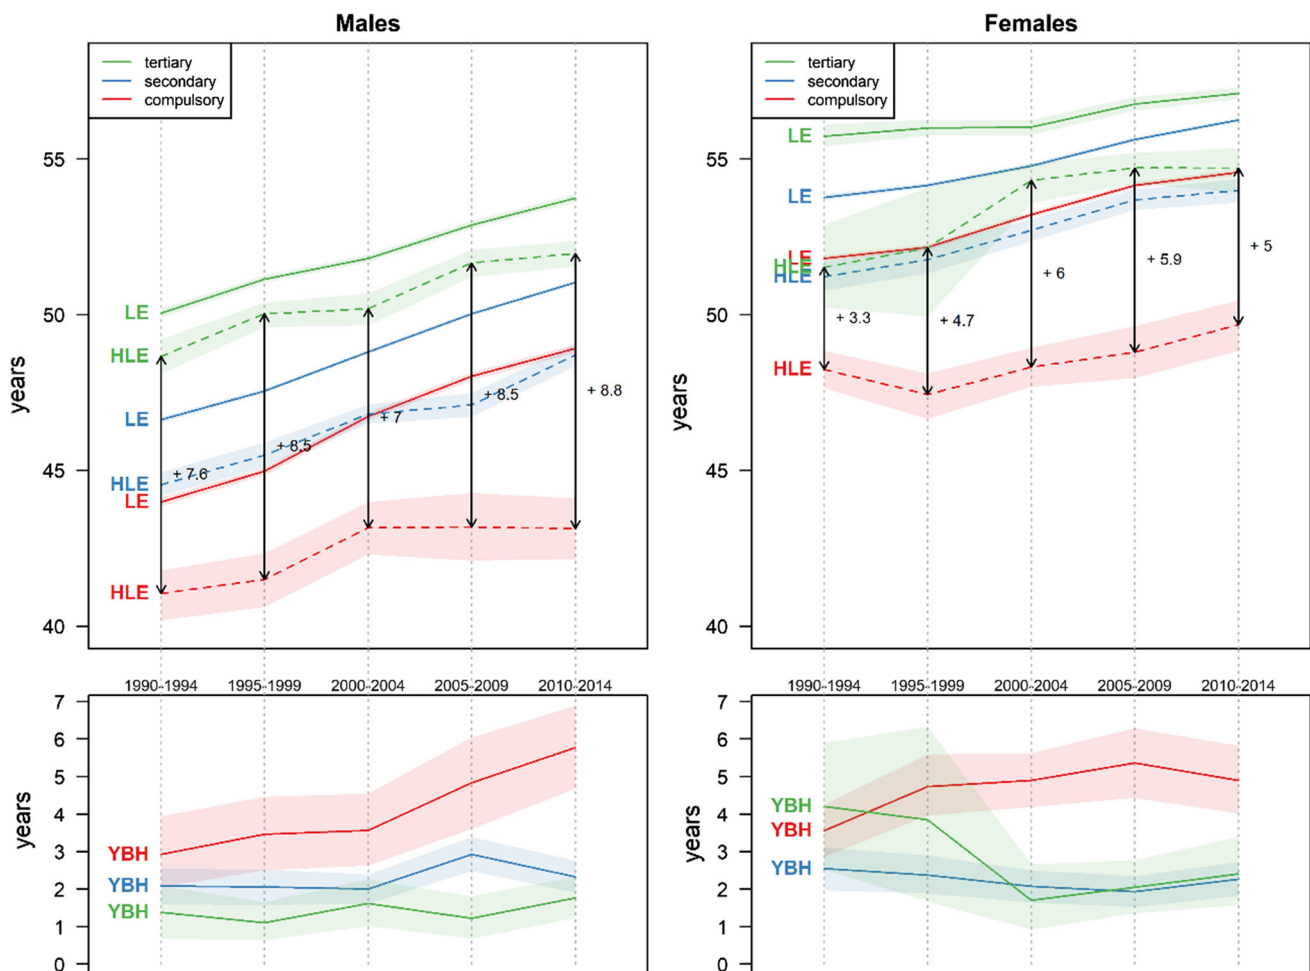 Males
tertiary
secondary
compulsory
years
55
50
45
40
LE
HLE
LE
HLE
LE
HLE
+ 7.6
+ 8.5
+ 7
+ 8.5
+ 8.8
1990-1994
1995-1999
2000-2004
2005-2009
2010-2014
years
7
6
5
4
3
2
1
0
YBH
YBH
YBH
Females
tertiary
secondary
compulsory
years
55
50
45
40
LE
LE
LE
HLE
HLE
HLE
+ 3.3
+ 4.7
+ 6
+ 5.9
+ 5
1990-1994
1995-1999
2000-2004
2005-2009
2010-2014
years
7
6
5
4
3
2
1
0
YBH
YBH
YBH